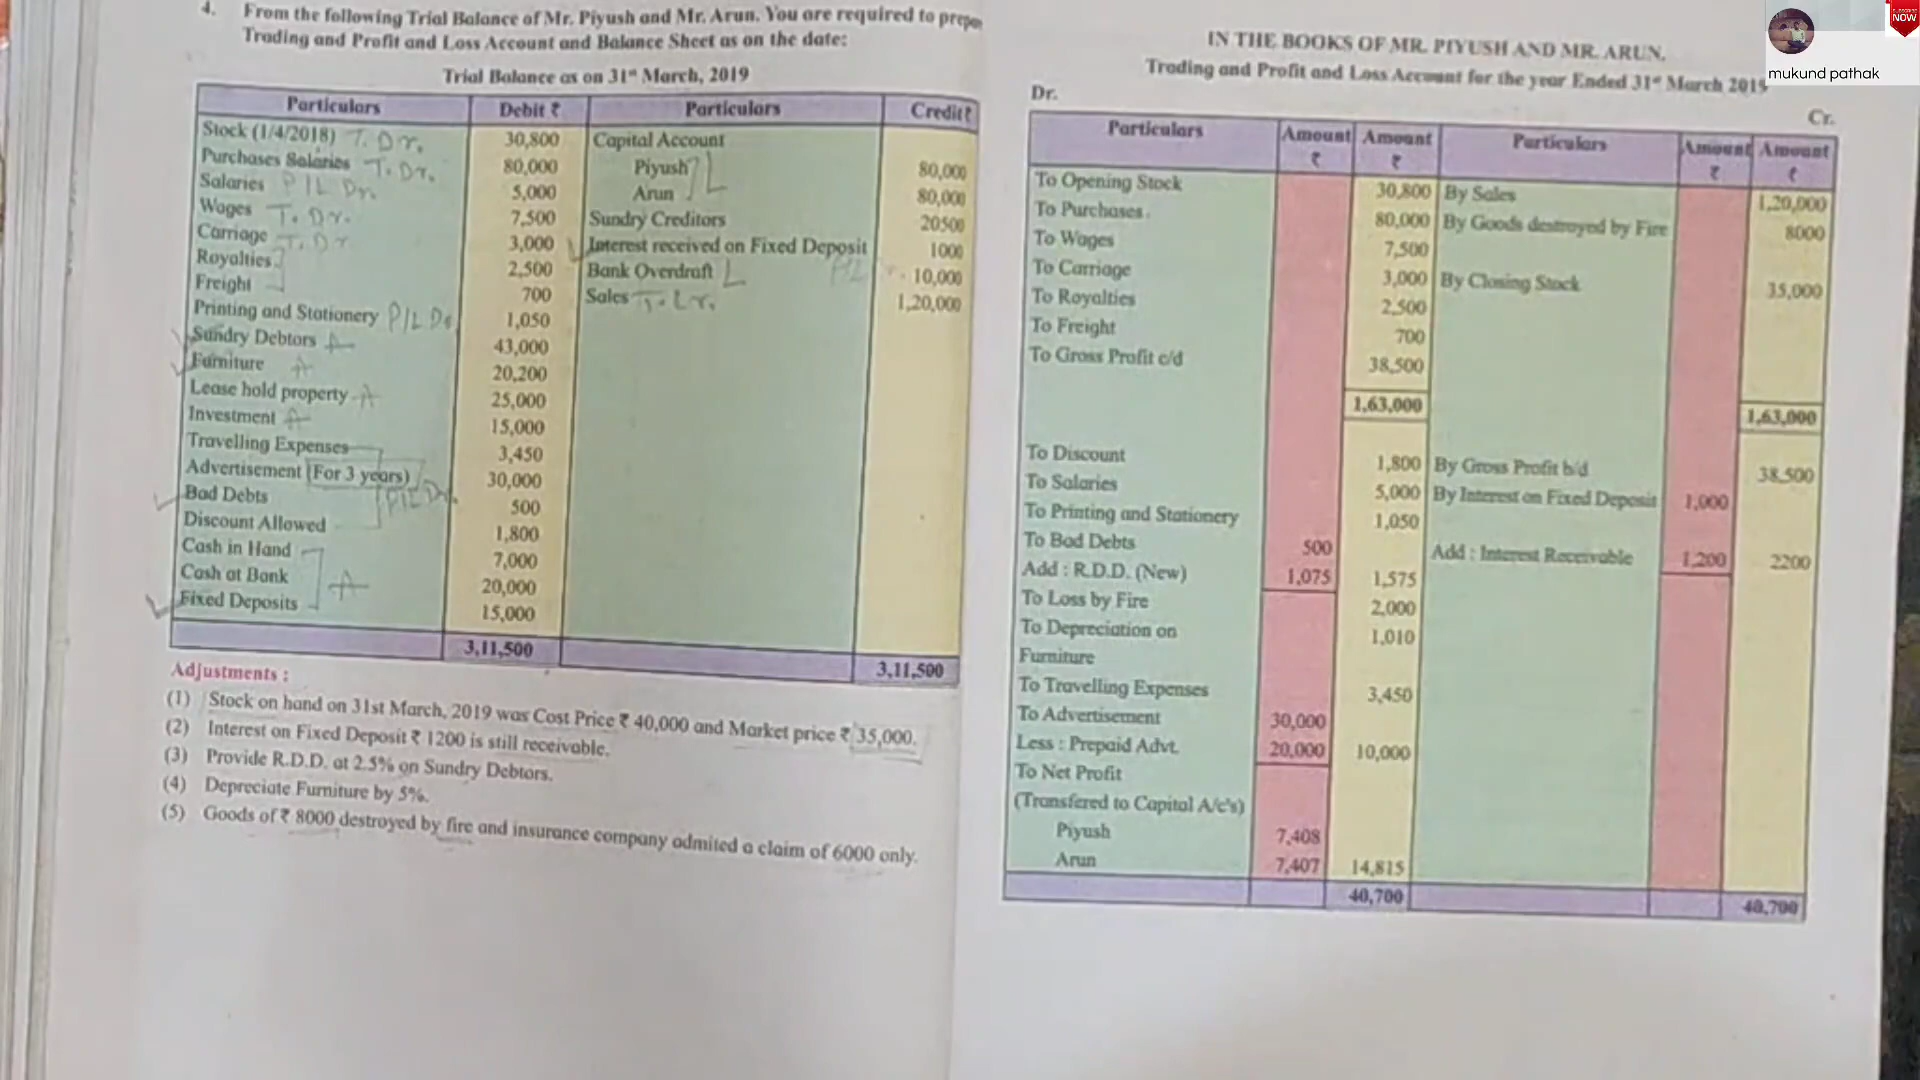 4. From the following Trial Balance of Mr. Piyush and Mr. Arun. You are required to prepa
Trading and Profit and Loss Account and Balance Sheet as on the date:
Trial Balance as on 31st March, 2019
Particulars Debit ₹ Particulars Credit ₹
Stock (1/4/2018) T. Dr. 30,800 Capital Account
Purchases Salaries T. Dr. 80,000 Piyush 80,000
Salaries P/L Dr. 5,000 Arun L 80,000
Wages T. Dr. 7,500 Sundry Creditors 20500
Carriage T. Dr 3,000 Interest received on Fixed Deposit 1000
Royalties 2,500 Bank Overdraft L 10,000
Freight 700 Sales 1,20,000
Printing and Stationery P/L Dr 1,050
Sundry Debtors A 43,000
Furniture A 20,200
Lease hold property A 25,000
Investment A 15,000
Travelling Expenses 3,450
Advertisement (For 3 years) P/L Dr. 30,000
Bad Debts 500
Discount Allowed 1,800
Cash in Hand 7,000
Cash at Bank A 20,000
Fixed Deposits 15,000
3,11,500 3,11,500
Adjustments :
(1) Stock on hand on 31st March, 2019 was Cost Price ₹ 40,000 and Market price ₹ 35,000.
(2) Interest on Fixed Deposit ₹ 1200 is still receivable.
(3) Provide R.D.D. at 2.5% on Sundry Debtors.
(4) Depreciate Furniture by 5%.
(5) Goods of ₹ 8000 destroyed by fire and insurance company admited a claim of 6000 only.
IN THE BOOKS OF MR. PIYUSH AND MR. ARUN.
Trading and Profit and Loss Account for the year Ended 31st March 2019
Dr. Cr.
Particulars Amount ₹ Amount ₹ Particulars Amount ₹ Amount ₹
To Opening Stock 30,800 By Sales 1,20,000
To Purchases. 80,000 By Goods destroyed by Fire 8000
To Wages 7,500
To Carriage 3,000 By Closing Stock 35,000
To Royalties 2,500
To Freight 700
To Gross Profit c/d 38,500
1,63,000 1,63,000
To Discount 1,800 By Gross Profit b/d 38,500
To Salaries 5,000 By Interest on Fixed Deposit 1,000
To Printing and Stationery 1,050
To Bad Debts 500 Add : Interest Receivable 1,200 2200
Add : R.D.D. (New) 1,075 1,575
To Loss by Fire 2,000
To Depreciation on 1,010
Furniture
To Travelling Expenses 3,450
To Advertisement 30,000
Less : Prepaid Advt. 20,000 10,000
To Net Profit
(Transfered to Capital A/c's)
Piyush 7,408
Arun 7,407 14,815
40,700 40,700
mukund pathak
SUBSCRIBE
NOW